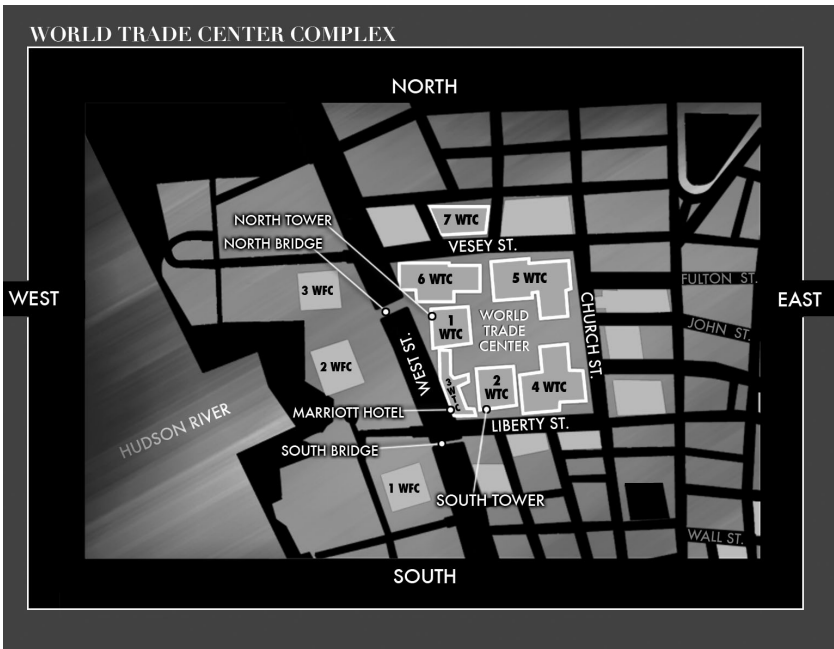 WORLD TRADE CENTER COMPLEX
NORTH
NORTH TOWER
7 WTC
NORTH BRIDGE
VESEY ST.
6 WTC
5 WTC
FULTON ST.
WEST
3 WFC
EAST
CHURCH ST.
1
WTC
WORLD
TRADE
CENTER
JOHN ST.
WEST ST.
2 WFC
3
W
T
C
2
WTC
4 WTC
MARRIOTT HOTEL
HUDSON RIVER
LIBERTY ST.
SOUTH BRIDGE
1 WFC
SOUTH TOWER
WALL ST.
SOUTH